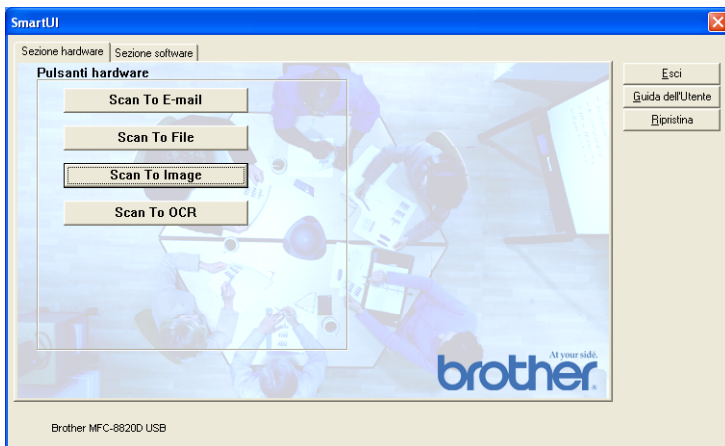 SmartUI
Sezione hardware
Sezione software
Pulsanti hardware
Esci
Scan To E-mail
Guida dell'Utente
Ripristina
Scan To File
Scan To Image
Scan To OCR
At your side.
brother
Brother MFC-8820D USB